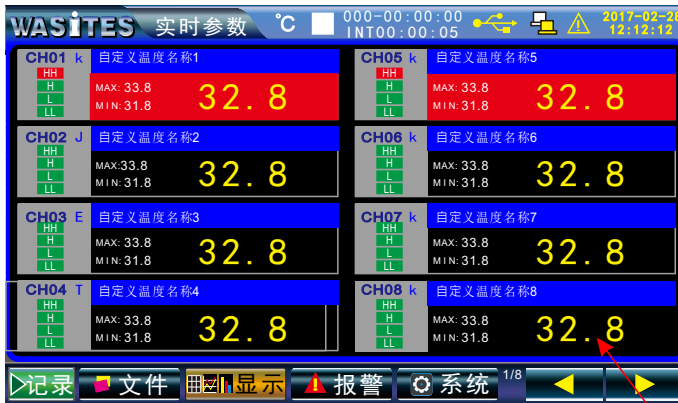 WASiTES 实时参数 ℃ 000-00:00:00 2017-02-28
INT00:00:05 12:12:12
CH01 k 自定义温度名称1
HH
H MAX: 33.8
L MIN: 31.8 32.8
LL
CH05 k 自定义温度名称5
HH
H MAX: 33.8
L MIN: 31.8 32.8
LL
CH02 J 自定义温度名称2
HH
H MAX:33.8
L MIN: 31.8 32.8
LL
CH06 k 自定义温度名称6
HH
H MAX: 33.8
L MIN: 31.8 32.8
LL
CH03 E 自定义温度名称3
HH
H MAX: 33.8
L MIN: 31.8 32.8
LL
CH07 k 自定义温度名称7
HH
H MAX: 33.8
L MIN: 31.8 32.8
LL
CH04 T 自定义温度名称4
HH
H MAX: 33.8
L MIN: 31.8 32.8
LL
CH08 k 自定义温度名称8
HH
H MAX: 33.8
L MIN: 31.8 32.8
LL
记录 文件 显示 报警 系统 1/8